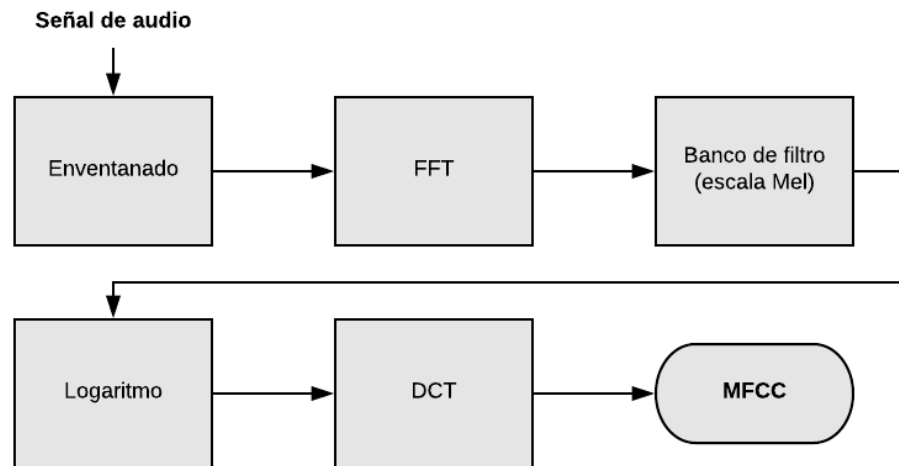 Señal de audio
Enventanado
FFT
Banco de filtro
(escala Mel)
Logaritmo
DCT
MFCC